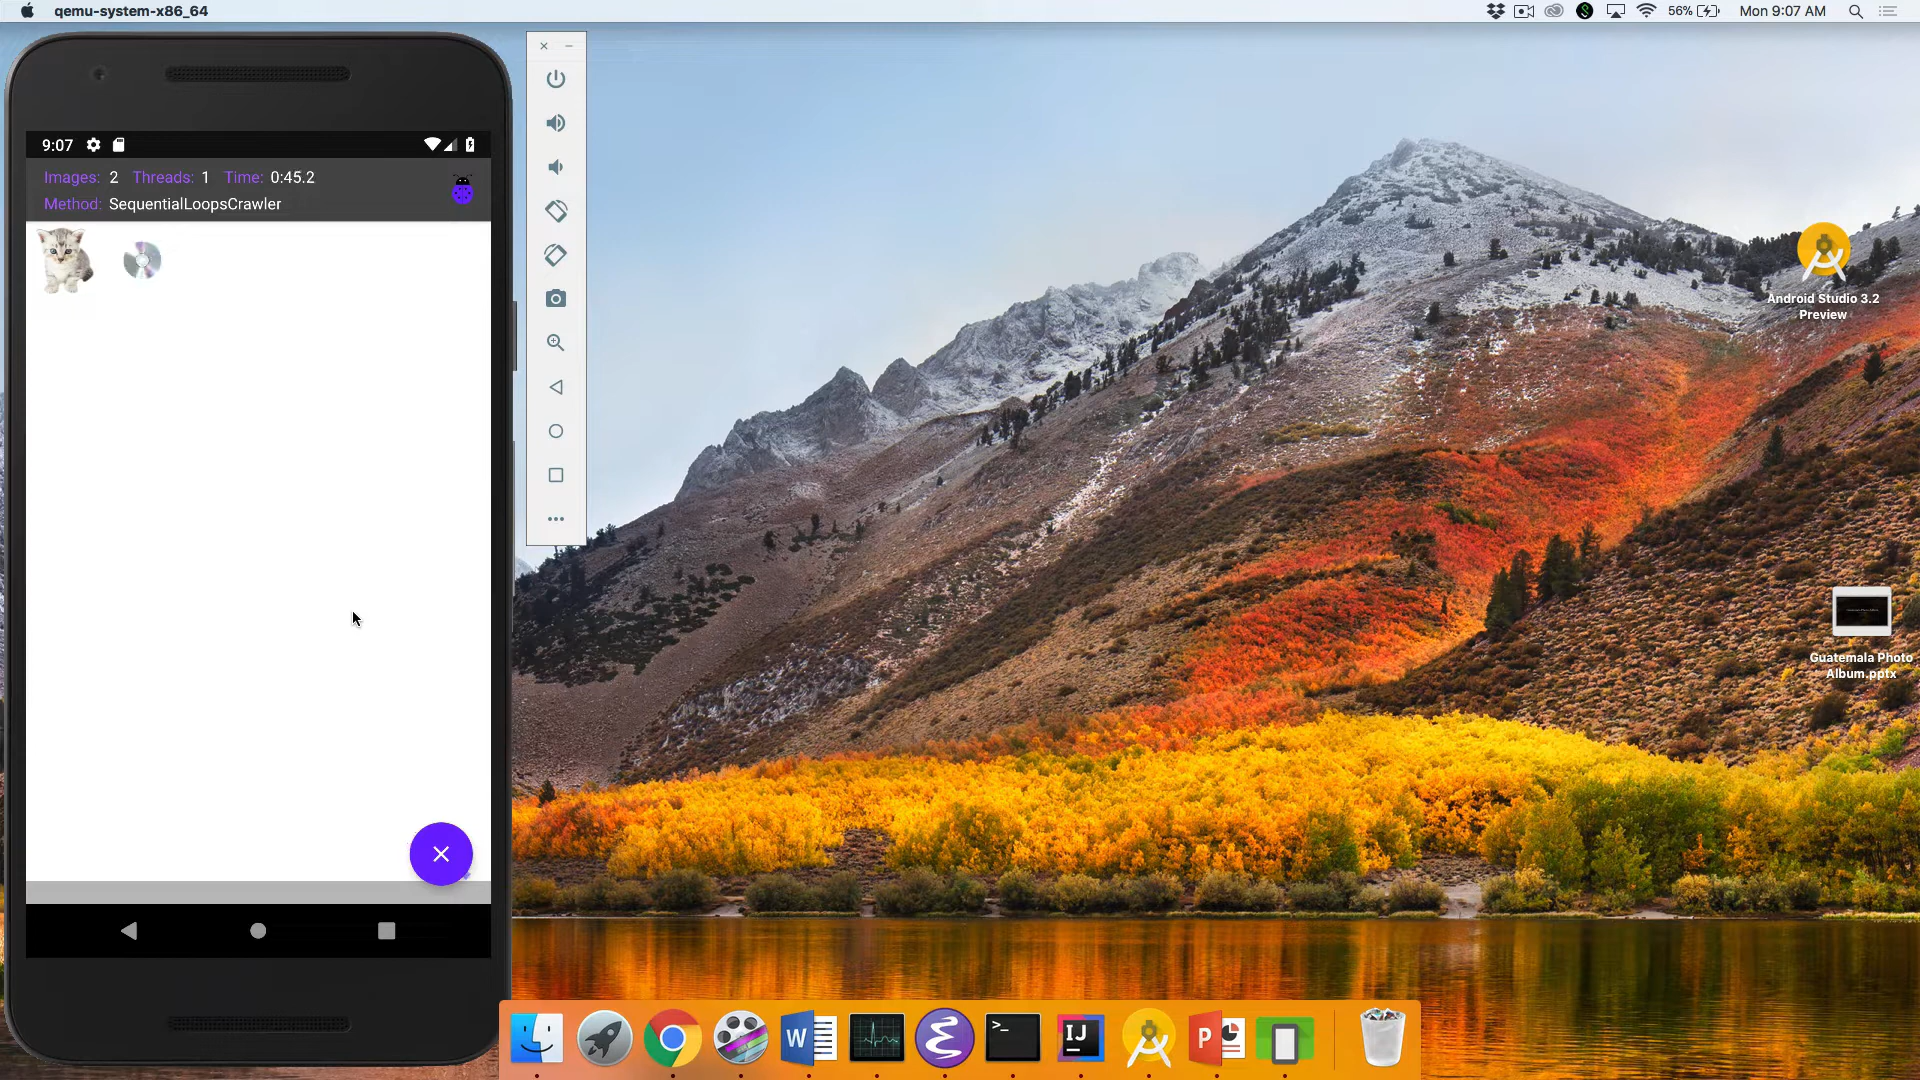 qemu-system-x86_64
56%
Mon 9:07 AM
9:07
Images: 2 Threads: 1 Time: 0:45.2
Method: SequentialLoopsCrawler
Android Studio 3.2
Preview
Guatemala Photo
Album.pptx
W
>_
IJ
P